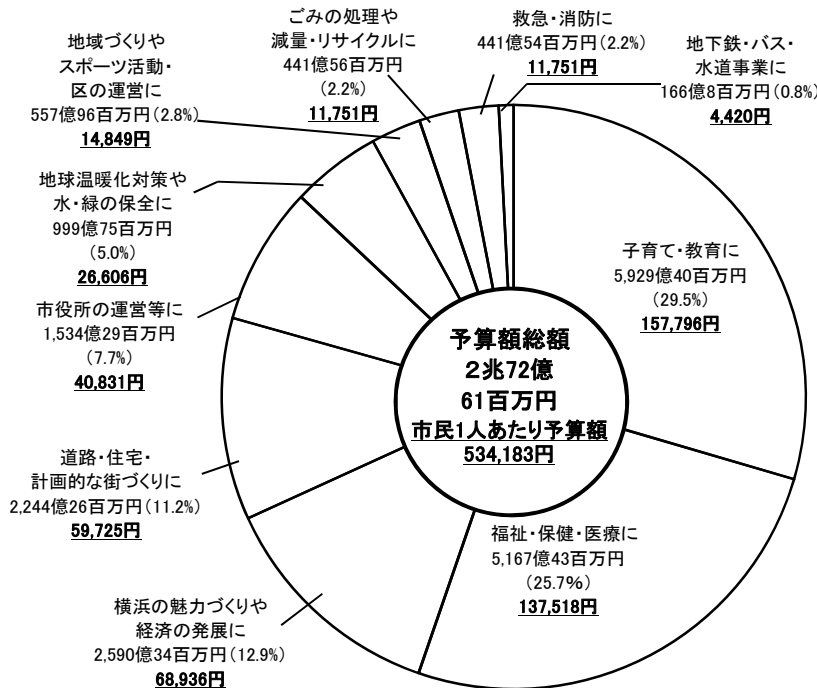 ごみの処理や
減量・リサイクルに
441億56百万円
(2.2%)
11,751円
救急・消防に
441億54百万円(2.2%)
11,751円
地下鉄・バス・
水道事業に
166億8百万円(0.8%)
4,420円
地域づくりや
スポーツ活動・
区の運営に
557億96百万円(2.8%)
14,849円
地球温暖化対策や
水・緑の保全に
999億75百万円
(5.0%)
26,606円
市役所の運営等に
1,534億29百万円
(7.7%)
40,831円
道路・住宅・
計画的な街づくりに
2,244億26百万円(11.2%)
59,725円
横浜の魅力づくりや
経済の発展に
2,590億34百万円(12.9%)
68,936円
子育て・教育に
5,929億40百万円
(29.5%)
157,796円
予算額総額
2兆72億
61百万円
市民1人あたり予算額
534,183円
福祉・保健・医療に
5,167億43百万円
(25.7%)
137,518円